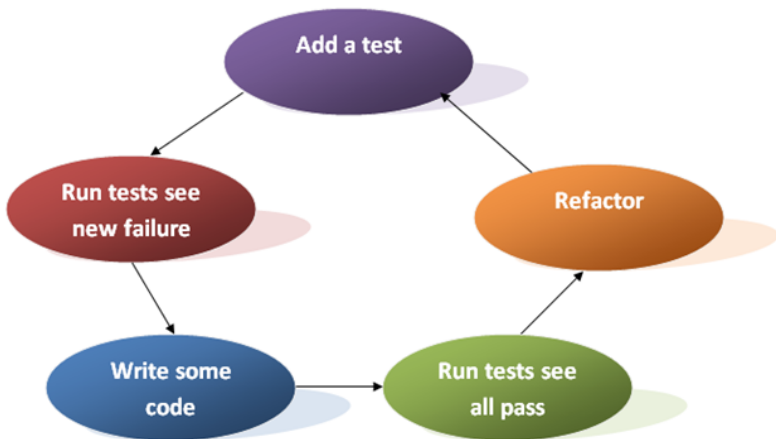 Add a test
Run tests see
new failure
Refactor
Write some
code
Run tests see
all pass